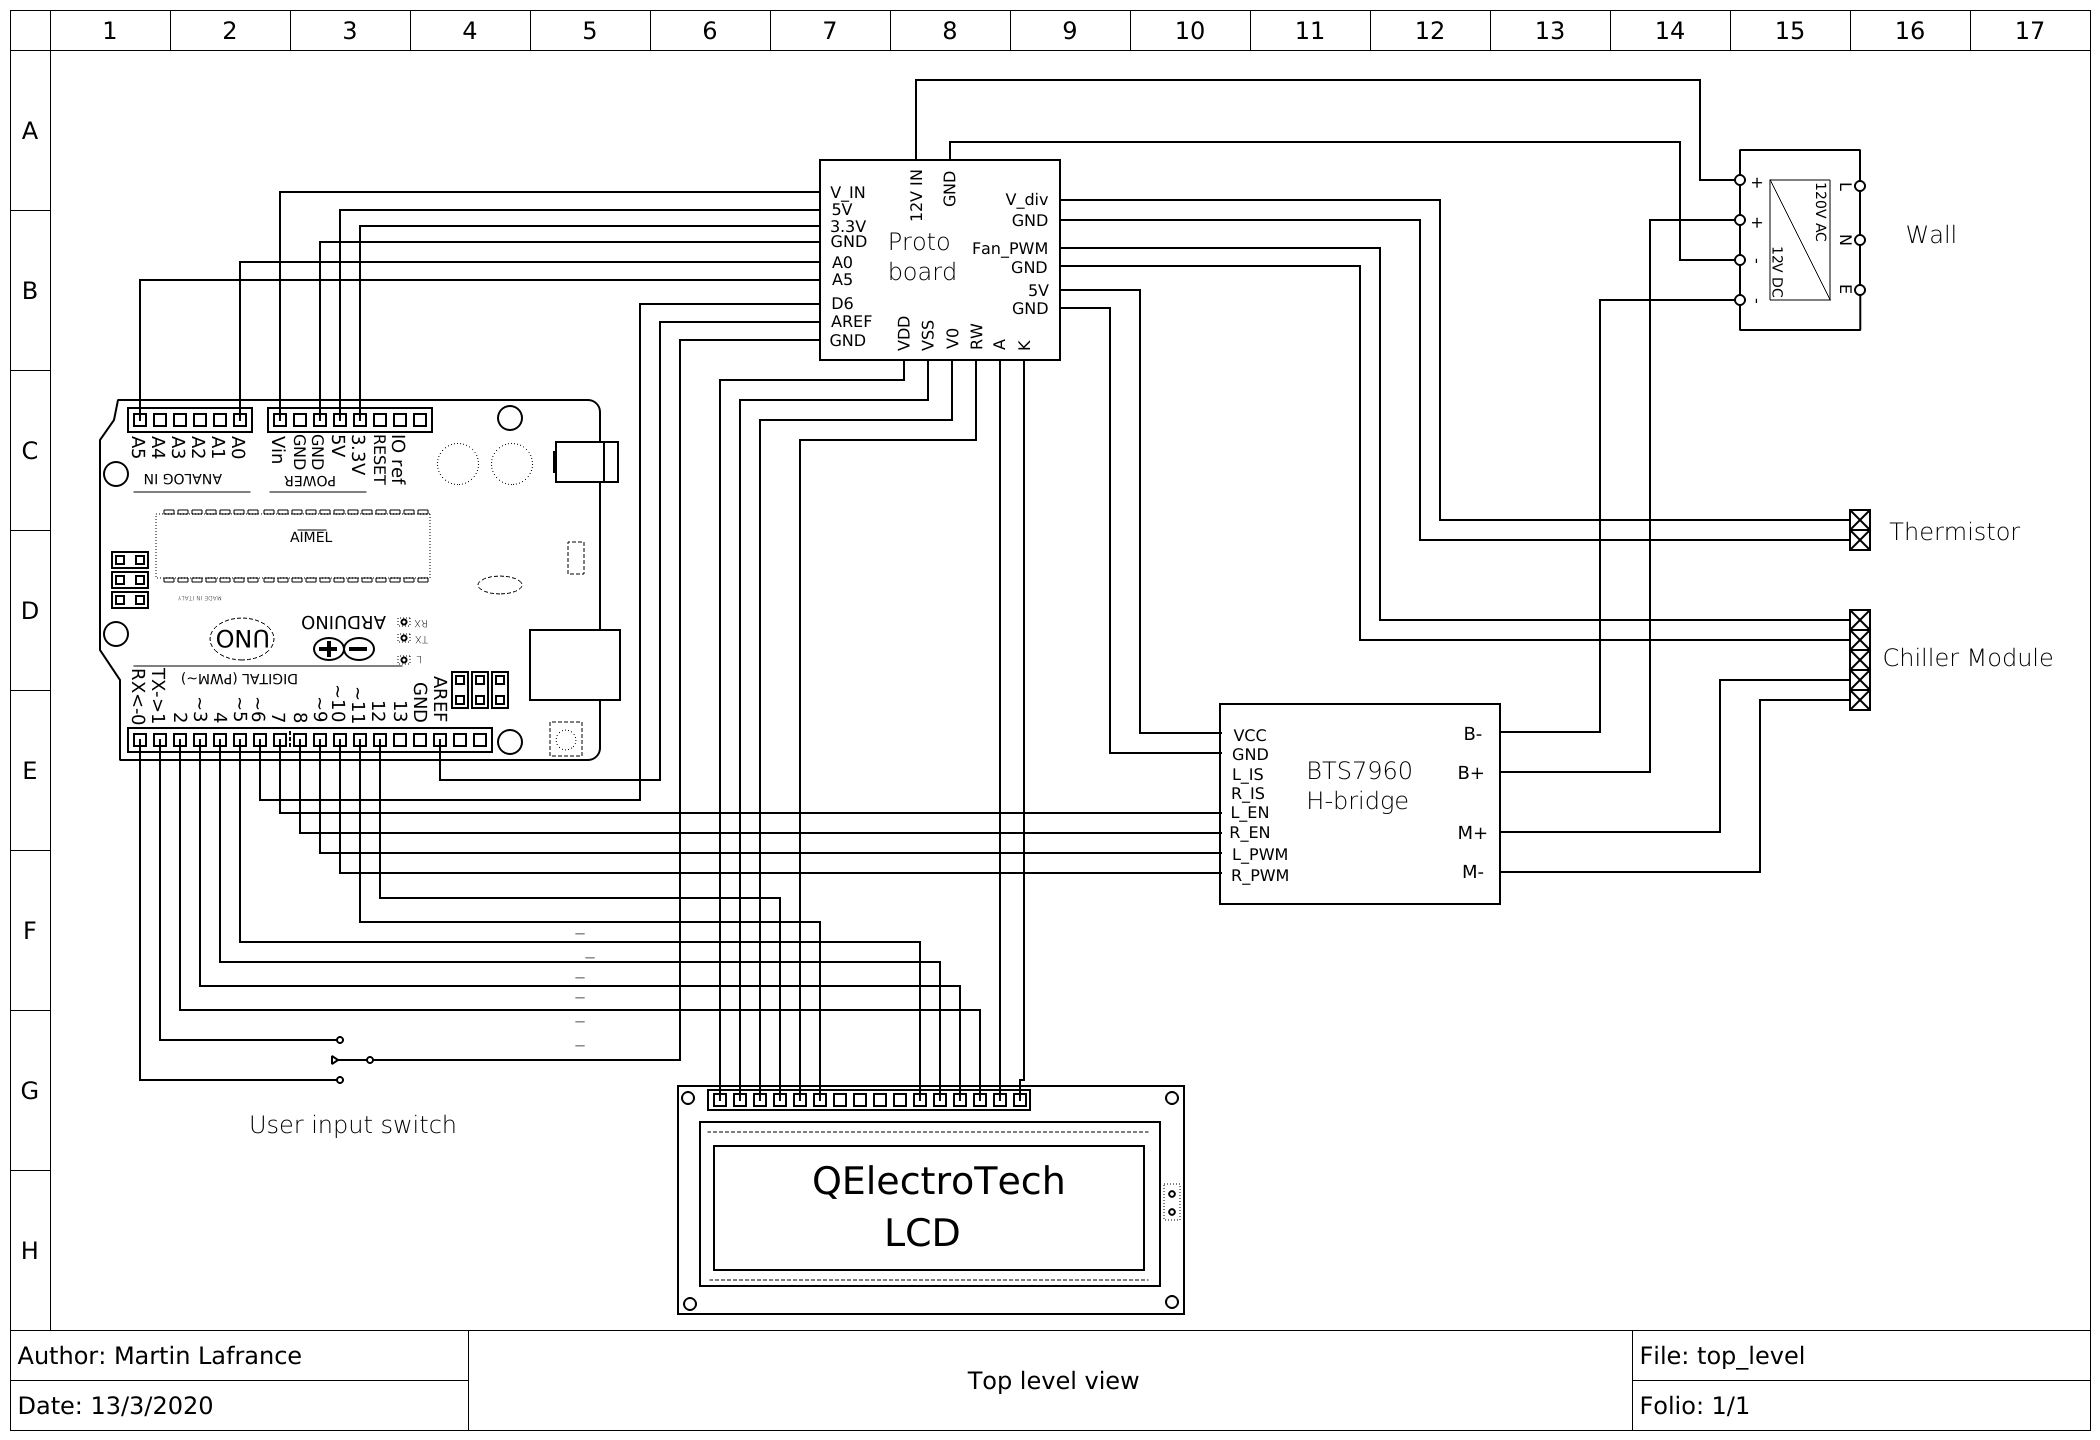 1 2 3 4 5 6 7 8 9 10 11 12 13 14 15 16 17
A
B
C
D
E
F
G
H
12V IN
GND
V_IN
5V
3.3V
GND
A0
A5
D6
AREF
GND
Proto
board
V_div
GND
Fan_PWM
GND
5V
GND
VDD
VSS
V0
RW
A
K
+
+
-
-
120V AC
12V DC
L
N
E
Wall
A5
A4
A3
A2
A1
A0
Vin
GND
GND
5V
3.3V
RESET
IO ref
ANALOG IN
POWER
AIMEL
MADE IN ITALY
UNO
ARDUINO
RX
TX
L
DIGITAL (PWM~)
RX<-0
TX->1
2
~3
4
~5
~6
7
8
~9
~10
~11
12
13
GND
AREF
Thermistor
Chiller Module
VCC
GND
L_IS
R_IS
L_EN
R_EN
L_PWM
R_PWM
BTS7960
H-bridge
B-
B+
M+
M-
User input switch
QElectroTech
LCD
Author: Martin Lafrance
Date: 13/3/2020
Top level view
File: top_level
Folio: 1/1